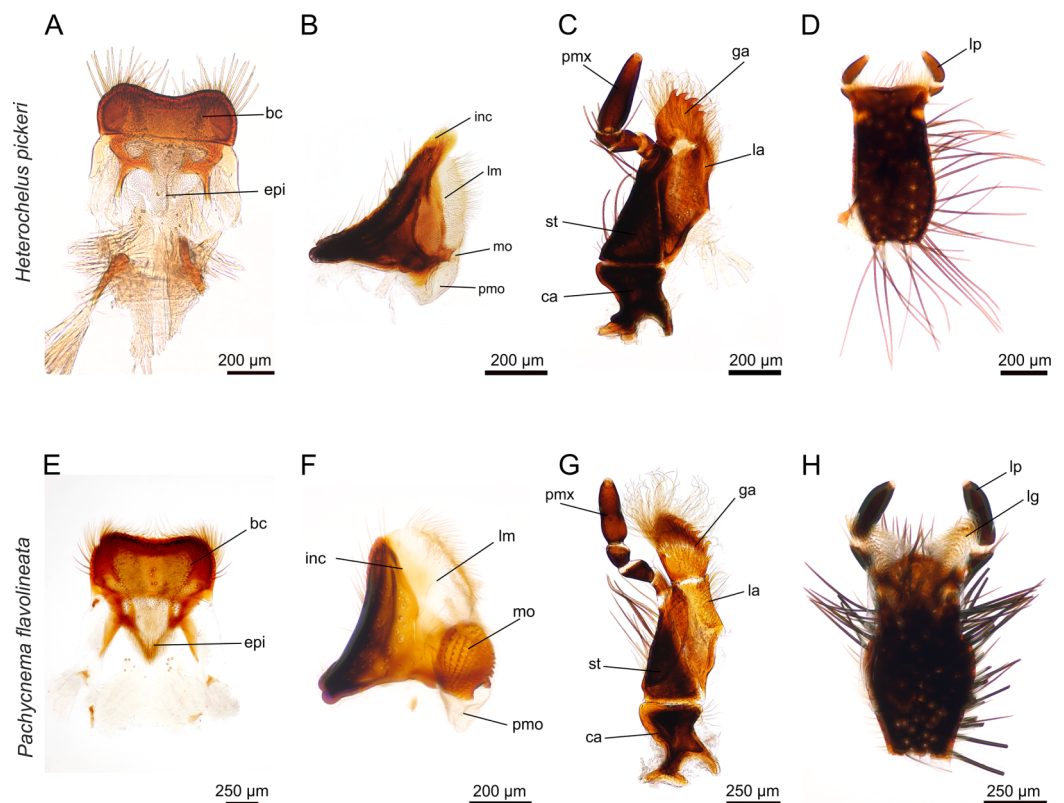 A
B
C
D
Heterochelus pickeri
bc
epi
200 µm
inc
lm
mo
pmo
200 µm
pmx
ga
la
st
ca
200 µm
lp
200 µm
E
F
G
H
Pachycnema flavolineata
bc
epi
250 µm
inc
lm
mo
pmo
200 µm
pmx
ga
la
st
ca
250 µm
lp
lg
250 µm